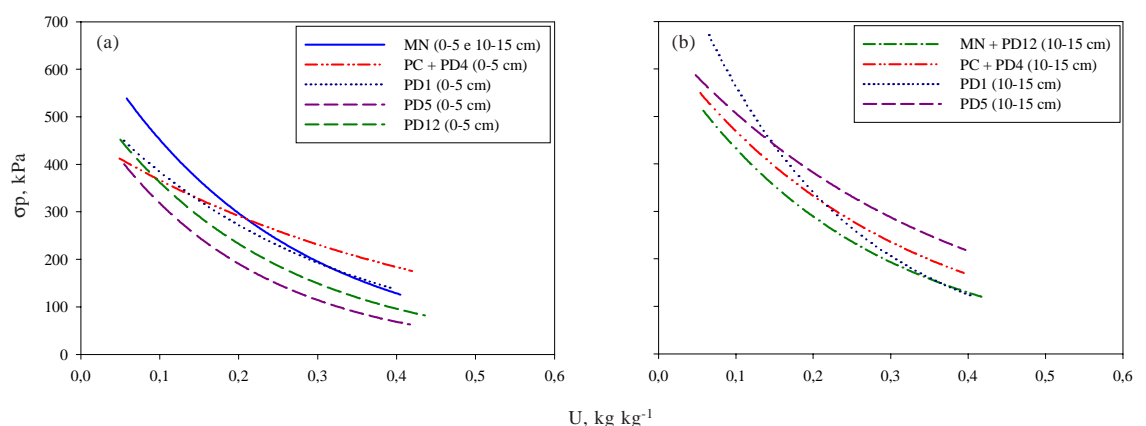 (a)
MN (0-5 e 10-15 cm)
PC + PD4 (0-5 cm)
PD1 (0-5 cm)
PD5 (0-5 cm)
PD12 (0-5 cm)
700
600
500
400
300
200
100
0
σp, kPa
0,0 0,1 0,2 0,3 0,4 0,5 0,6
(b)
MN + PD12 (10-15 cm)
PC + PD4 (10-15 cm)
PD1 (10-15 cm)
PD5 (10-15 cm)
0,0 0,1 0,2 0,3 0,4 0,5 0,6
U, kg kg⁻¹